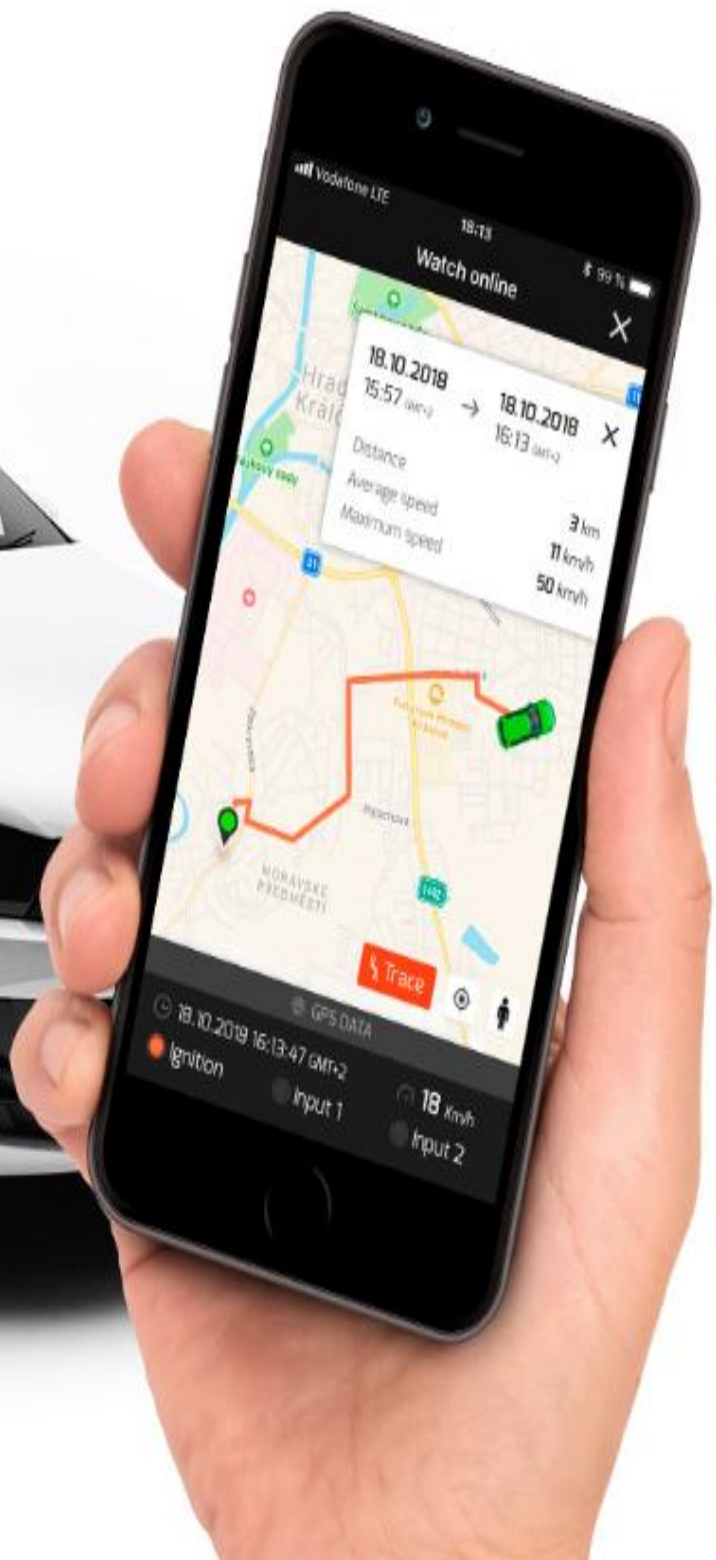 Vodafone LTE
18:13
99 %
Watch online
18.10.2018
15:57 GMT+2
→
18.10.2018
16:13 GMT+2
Distance
3 km
Average speed
11 km/h
Maximum speed
50 km/h
Hrad
Králo
31
MORAVSKÉ
PŘEDMĚSTÍ
Trace
GPS DATA
18.10.2018 16:13:47 GMT+2
18 Km/h
Ignition
Input 1
Input 2